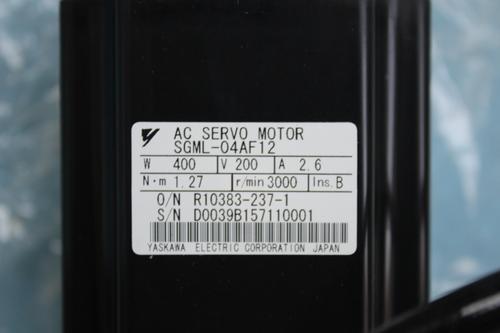 AC SERVO MOTOR
SGML-04AF12
W 400 V 200 A 2.6
N·m 1.27 r/min 3000 Ins. B
O/N R10383-237-1
S/N D0039B157110001
YASKAWA ELECTRIC CORPORATION JAPAN